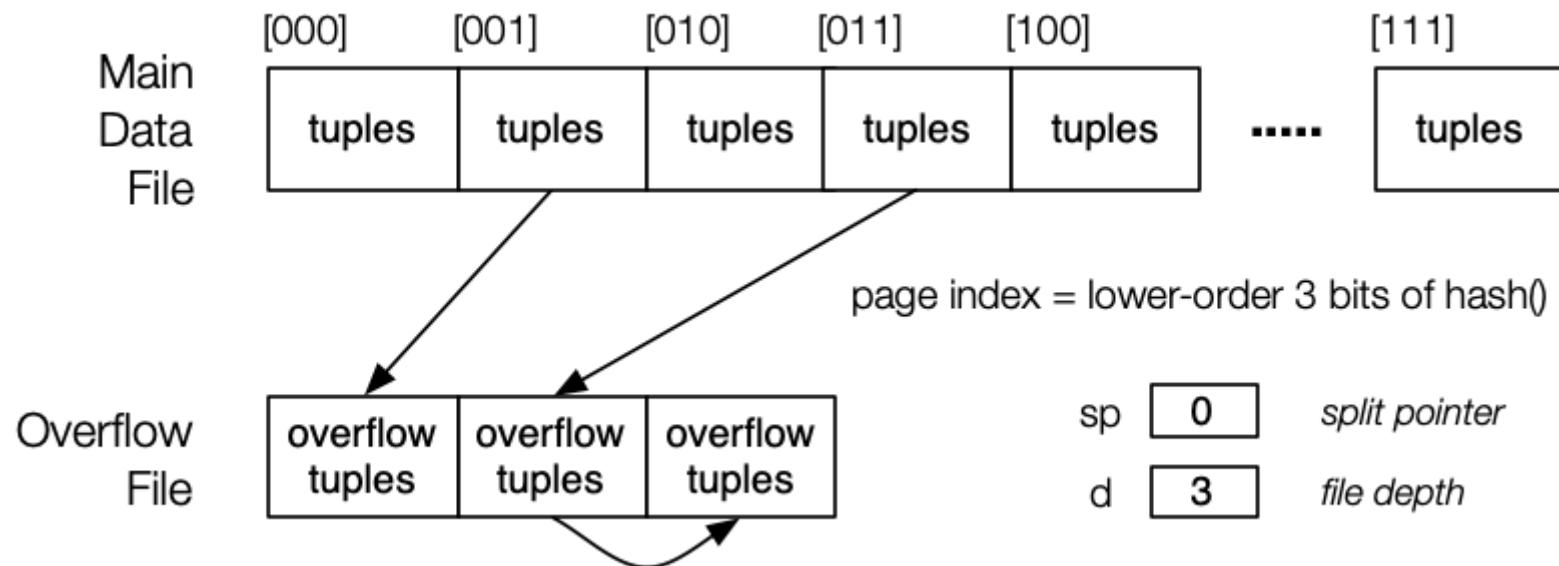 [000] [001] [010] [011] [100] [111]
Main
Data
File
tuples tuples tuples tuples tuples ..... tuples
page index = lower-order 3 bits of hash()
Overflow
File
overflow tuples
overflow tuples
overflow tuples
sp 0 split pointer
d 3 file depth